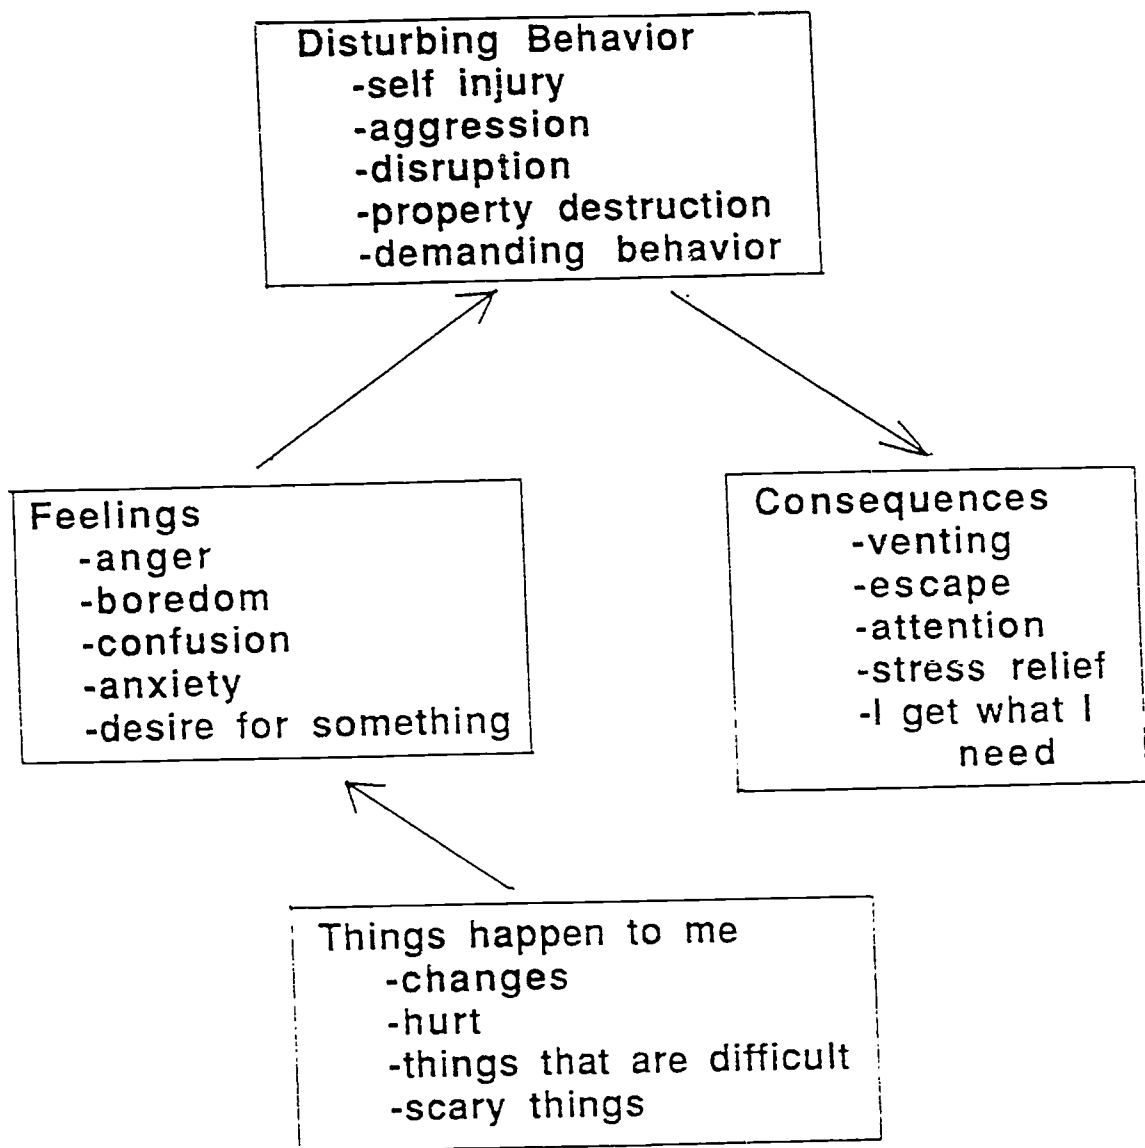 Disturbing Behavior
-self injury
-aggression
-disruption
-property destruction
-demanding behavior
Feelings
-anger
-boredom
-confusion
-anxiety
-desire for something
Consequences
-venting
-escape
-attention
-stress relief
-I get what I
need
Things happen to me
-changes
-hurt
-things that are difficult
-scary things